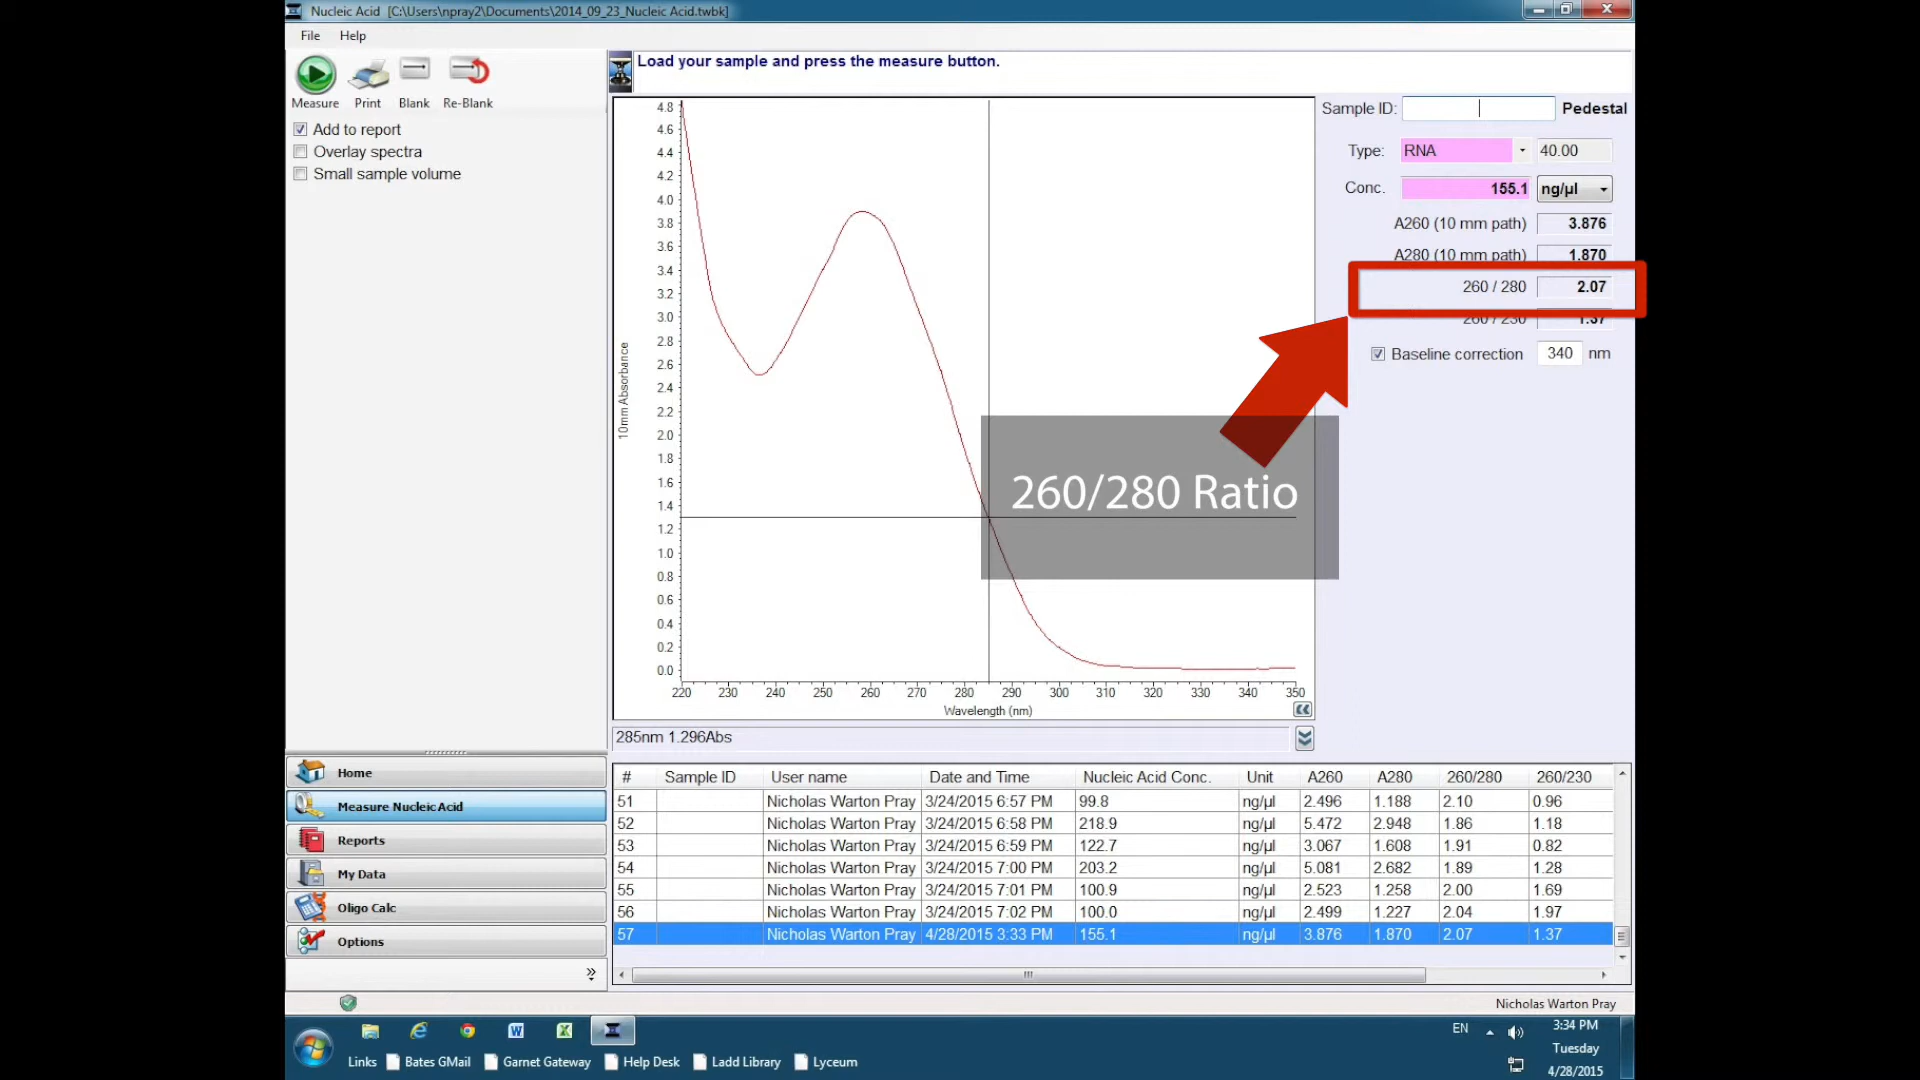 Nucleic Acid [C:\Users\npray2\Documents\2014_09_23_Nucleic Acid.twbk]
File Help
Measure Print Blank Re-Blank
Add to report
Overlay spectra
Small sample volume
Load your sample and press the measure button.
4.8
4.6
4.4
4.2
4.0
3.8
3.6
3.4
3.2
3.0
2.8
2.6
2.4
2.2
2.0
1.8
1.6
1.4
1.2
1.0
0.8
0.6
0.4
0.2
0.0
10mm Absorbance
220 230 240 250 260 270 280 290 300 310 320 330 340 350
Wavelength (nm)
285nm 1.296Abs
260/280 Ratio
Sample ID: Pedestal
Type: RNA 40.00
Conc. 155.1 ng/µl
A260 (10 mm path) 3.876
A280 (10 mm path) 1.870
260 / 280 2.07
260 / 230 1.37
Baseline correction 340 nm
Home
Measure Nucleic Acid
Reports
My Data
Oligo Calc
Options
# Sample ID User name Date and Time Nucleic Acid Conc. Unit A260 A280 260/280 260/230
51 Nicholas Warton Pray 3/24/2015 6:57 PM 99.8 ng/µl 2.496 1.188 2.10 0.96
52 Nicholas Warton Pray 3/24/2015 6:58 PM 218.9 ng/µl 5.472 2.948 1.86 1.18
53 Nicholas Warton Pray 3/24/2015 6:59 PM 122.7 ng/µl 3.067 1.608 1.91 0.82
54 Nicholas Warton Pray 3/24/2015 7:00 PM 203.2 ng/µl 5.081 2.682 1.89 1.28
55 Nicholas Warton Pray 3/24/2015 7:01 PM 100.9 ng/µl 2.523 1.258 2.00 1.69
56 Nicholas Warton Pray 3/24/2015 7:02 PM 100.0 ng/µl 2.499 1.227 2.04 1.97
57 Nicholas Warton Pray 4/28/2015 3:33 PM 155.1 ng/µl 3.876 1.870 2.07 1.37
Nicholas Warton Pray
EN 3:34 PM
Tuesday
4/28/2015
Links Bates GMail Garnet Gateway Help Desk Ladd Library Lyceum